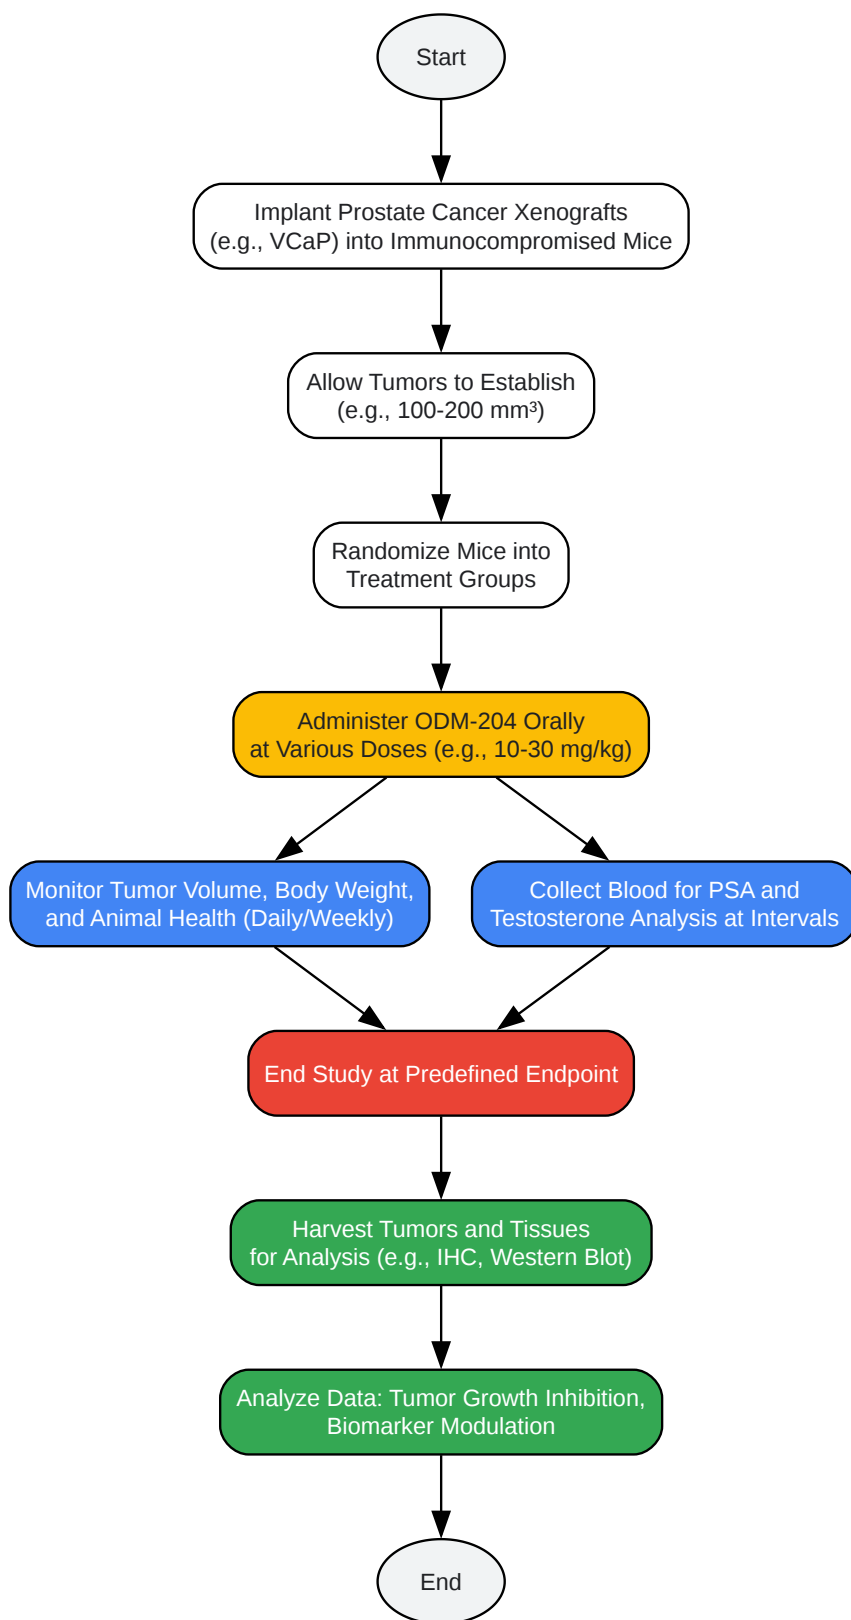 Start
Implant Prostate Cancer Xenografts
(e.g., VCaP) into Immunocompromised Mice
Allow Tumors to Establish
(e.g., 100-200 mm³)
Randomize Mice into
Treatment Groups
Administer ODM-204 Orally
at Various Doses (e.g., 10-30 mg/kg)
Monitor Tumor Volume, Body Weight,
and Animal Health (Daily/Weekly)
Collect Blood for PSA and
Testosterone Analysis at Intervals
End Study at Predefined Endpoint
Harvest Tumors and Tissues
for Analysis (e.g., IHC, Western Blot)
Analyze Data: Tumor Growth Inhibition,
Biomarker Modulation
End